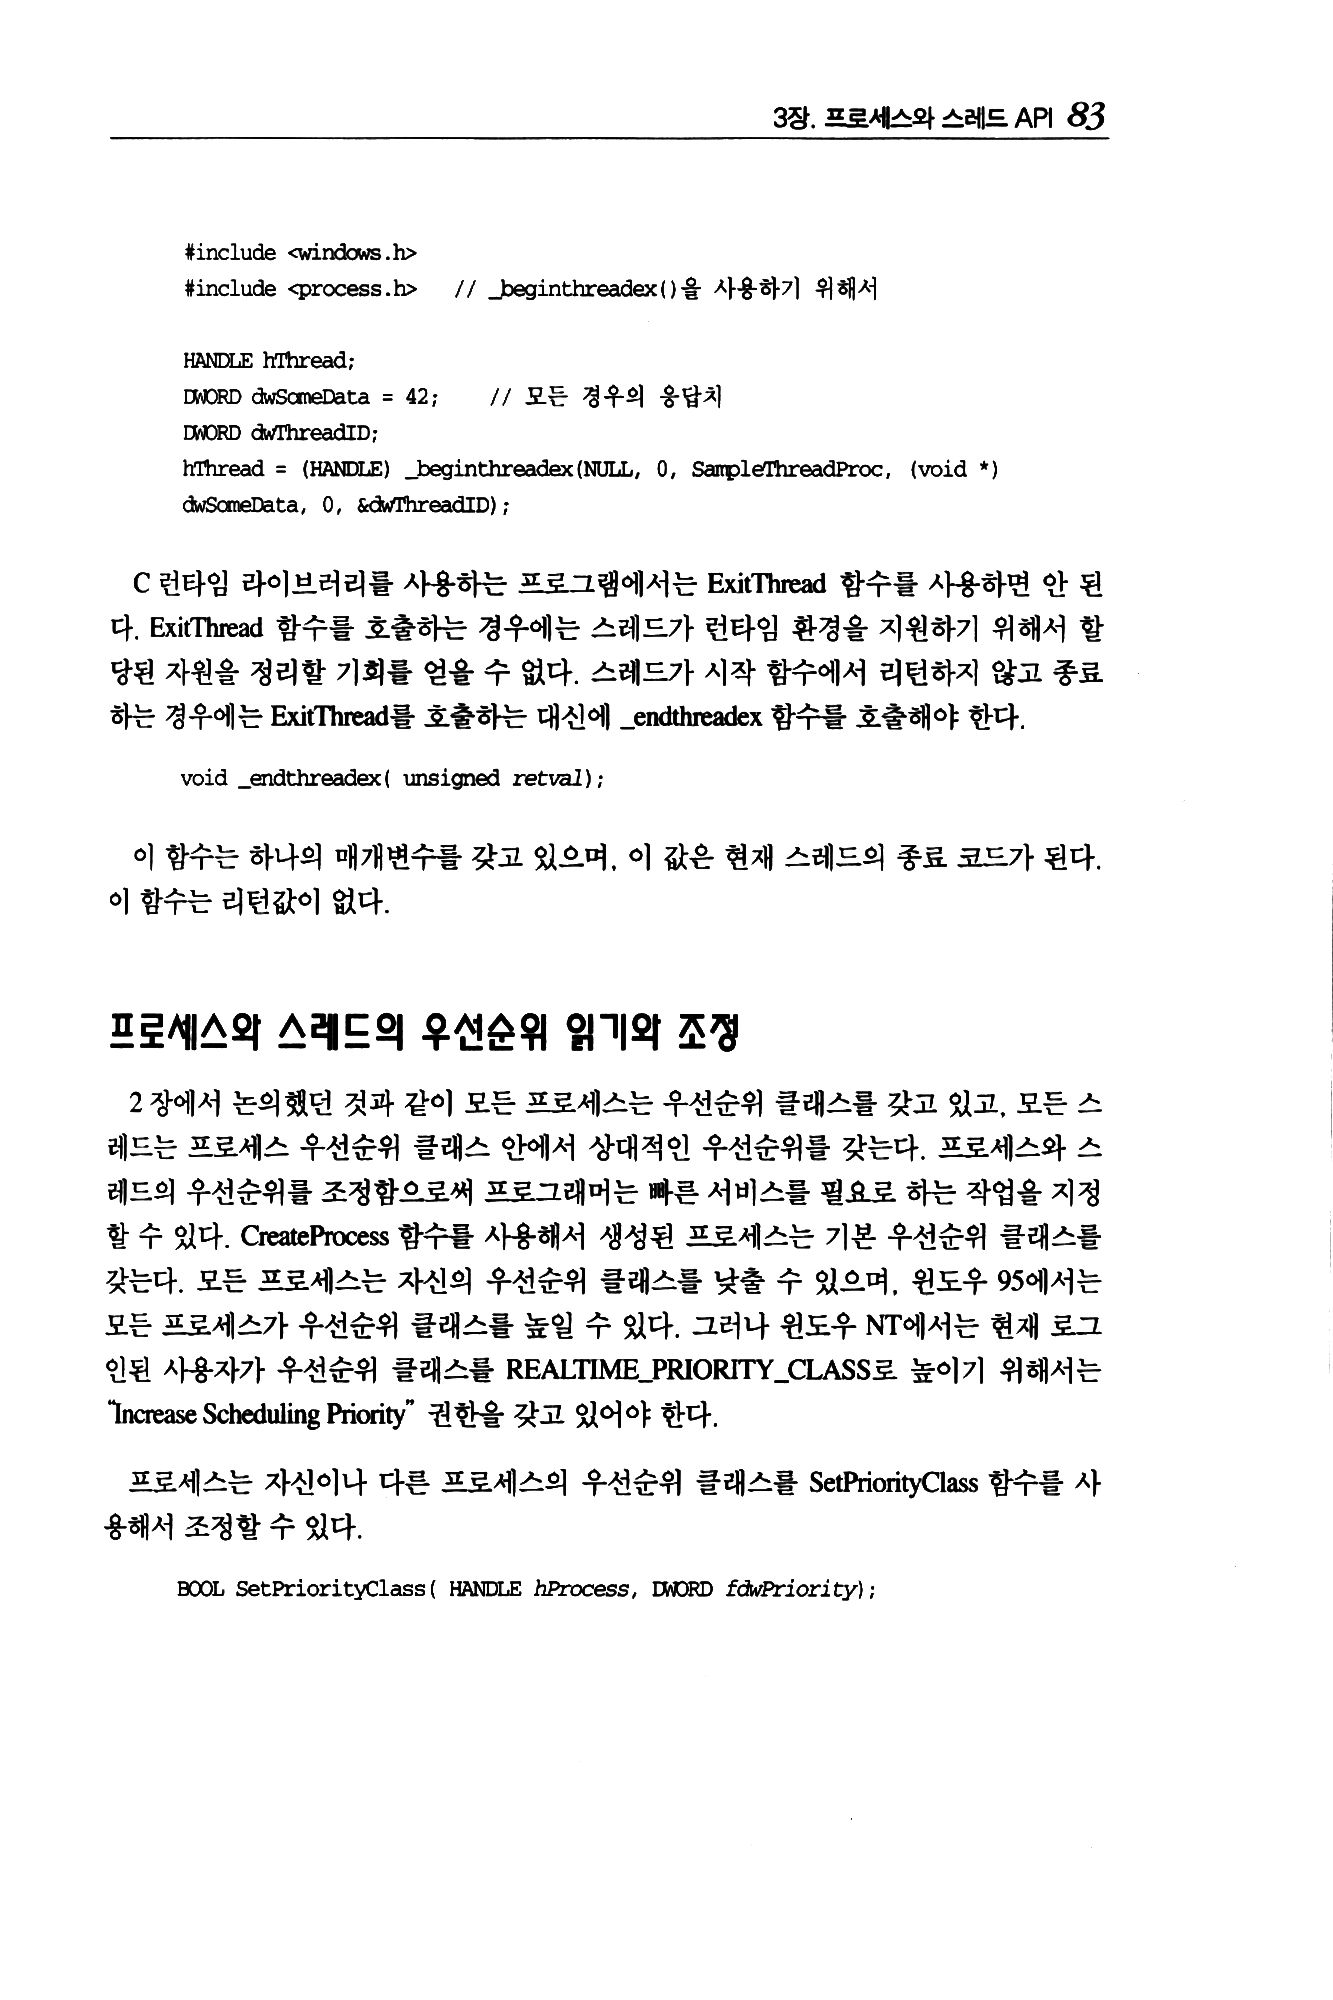 3장. 프로세스와 스레드 API 83
#include <windows.h>
#include <process.h> // _beginthreadex()을 사용하기 위해서
HANDLE hThread;
DWORD dwSomeData = 42; // 모든 경우의 응답치
DWORD dwThreadID;
hThread = (HANDLE) _beginthreadex(NULL, 0, SampleThreadProc, (void *)
dwSomeData, 0, &dwThreadID);
C 런타임 라이브러리를 사용하는 프로그램에서는 ExitThread 함수를 사용하면 안 된
다. ExitThread 함수를 호출하는 경우에는 스레드가 런타임 환경을 지원하기 위해서 할
당된 자원을 정리할 기회를 얻을 수 없다. 스레드가 시작 함수에서 리턴하지 않고 종료
하는 경우에는 ExitThread를 호출하는 대신에 _endthreadex 함수를 호출해야 한다.
void _endthreadex( unsigned retval);
이 함수는 하나의 매개변수를 갖고 있으며, 이 값은 현재 스레드의 종료 코드가 된다.
이 함수는 리턴값이 없다.
프로세스와 스레드의 우선순위 읽기와 조정
2 장에서 논의했던 것과 같이 모든 프로세스는 우선순위 클래스를 갖고 있고, 모든 스
레드는 프로세스 우선순위 클래스 안에서 상대적인 우선순위를 갖는다. 프로세스와 스
레드의 우선순위를 조정함으로써 프로그래머는 빠른 서비스를 필요로 하는 작업을 지정
할 수 있다. CreateProcess 함수를 사용해서 생성된 프로세스는 기본 우선순위 클래스를
갖는다. 모든 프로세스는 자신의 우선순위 클래스를 낮출 수 있으며, 윈도우 95에서는
모든 프로세스가 우선순위 클래스를 높일 수 있다. 그러나 윈도우 NT에서는 현재 로그
인된 사용자가 우선순위 클래스를 REALTIME_PRIORITY_CLASS로 높이기 위해서는
"Increase Scheduling Priority" 권한을 갖고 있어야 한다.
프로세스는 자신이나 다른 프로세스의 우선순위 클래스를 SetPriorityClass 함수를 사
용해서 조정할 수 있다.
BOOL SetPriorityClass( HANDLE hProcess, DWORD fdwPriority);